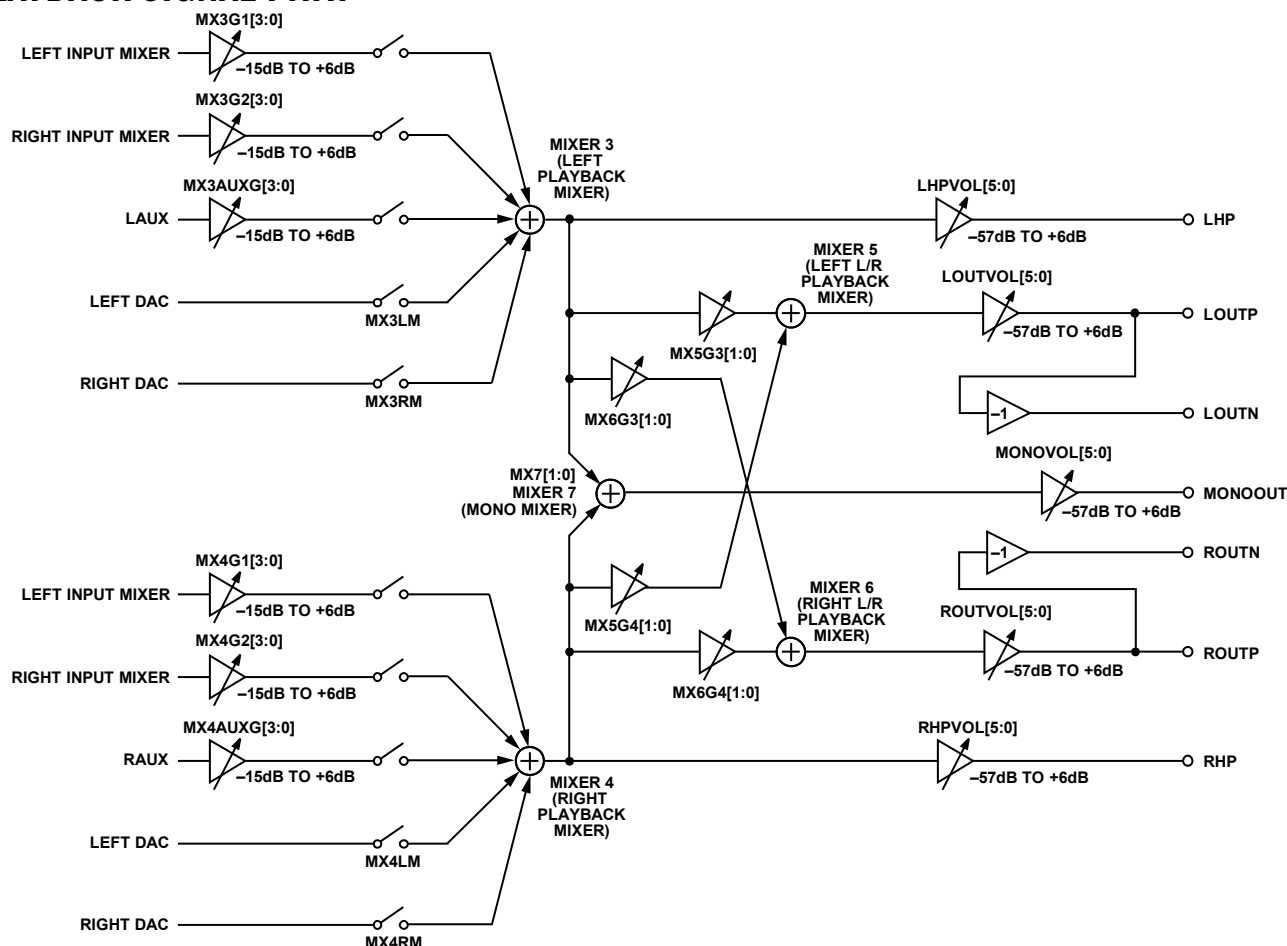 MX3G1[3:0]
LEFT INPUT MIXER
–15dB TO +6dB
MX3G2[3:0]
RIGHT INPUT MIXER
–15dB TO +6dB
MX3AUXG[3:0]
LAUX
–15dB TO +6dB
LEFT DAC
MX3LM
RIGHT DAC
MX3RM
MIXER 3
(LEFT
PLAYBACK
MIXER)
LHPVOL[5:0]
–57dB TO +6dB
LHP
MIXER 5
(LEFT L/R
PLAYBACK
MIXER)
LOUTVOL[5:0]
–57dB TO +6dB
LOUTP
MX5G3[1:0]
MX6G3[1:0]
–1
LOUTN
MX7[1:0]
MIXER 7
(MONO MIXER)
MONOVOL[5:0]
–57dB TO +6dB
MONOOUT
–1
ROUTN
MX5G4[1:0]
MIXER 6
(RIGHT L/R
PLAYBACK
MIXER)
ROUTVOL[5:0]
–57dB TO +6dB
ROUTP
MX6G4[1:0]
MX4G1[3:0]
LEFT INPUT MIXER
–15dB TO +6dB
MX4G2[3:0]
RIGHT INPUT MIXER
–15dB TO +6dB
MX4AUXG[3:0]
RAUX
–15dB TO +6dB
RHPVOL[5:0]
–57dB TO +6dB
RHP
MIXER 4
(RIGHT
PLAYBACK
MIXER)
LEFT DAC
MX4LM
RIGHT DAC
MX4RM